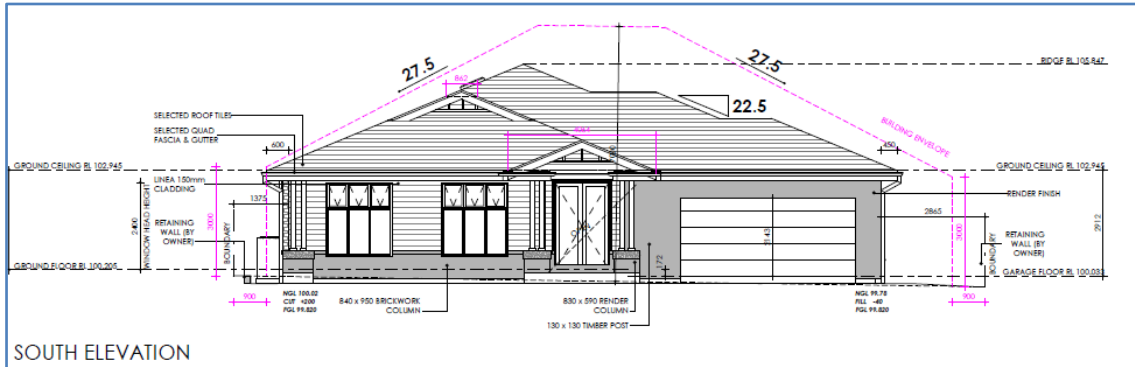 27.5
862
27.5
RIDGE RL 105.847
22.5
SELECTED ROOF TILES
SELECTED QUAD
FASCIA & GUTTER
BUILDING ENVELOPE
600
450
GROUND CEILING RL 102.945
GROUND CEILING RL 102.945
LINEA 150mm
CLADDING
RENDER FINISH
1375
2865
2400
WINDOW HEAD HEIGHT
3000
BOUNDARY
RETAINING
WALL (BY
OWNER)
2143
3000
BOUNDARY
RETAINING
WALL (BY
OWNER)
2912
GROUND FLOOR RL 100.205
172
GARAGE FLOOR RL 100.033
900
NGL 100.02
CUT +200
FGL 99.820
840 x 950 BRICKWORK
COLUMN
830 x 590 RENDER
COLUMN
130 x 130 TIMBER POST
NGL 99.78
FILL -40
FGL 99.820
900
SOUTH ELEVATION